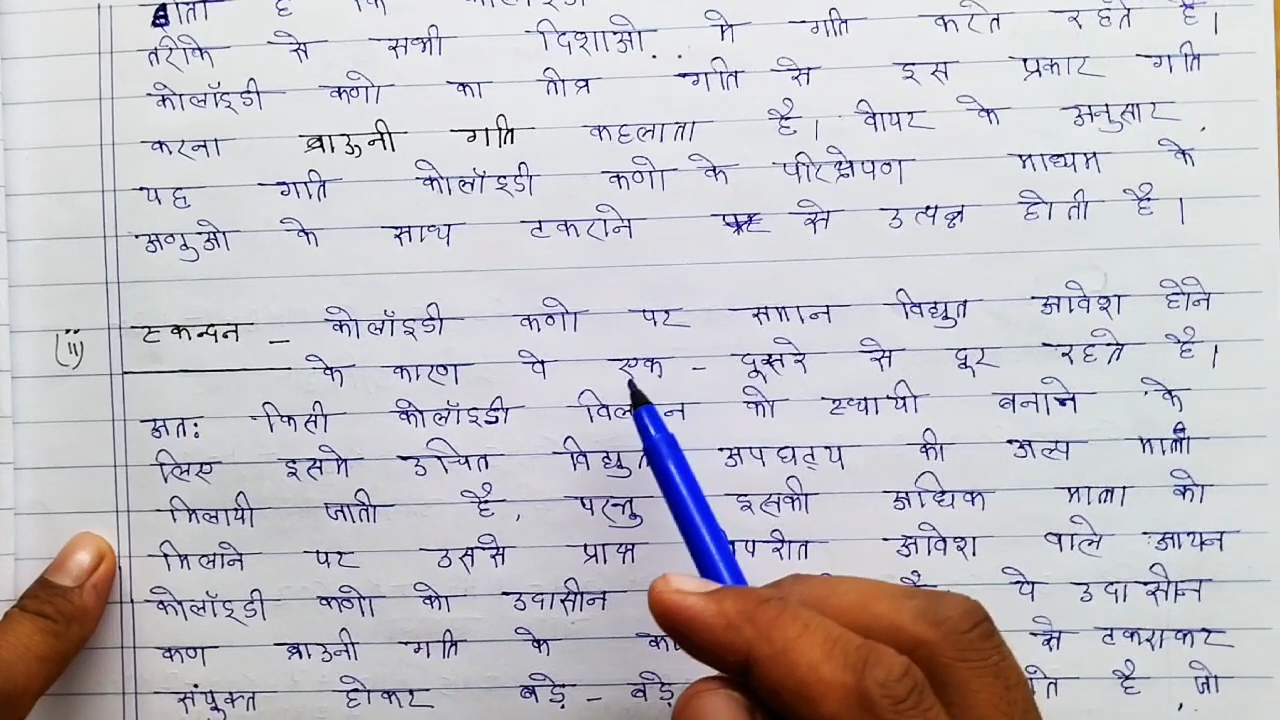 तरीके से सभी दिशाओ मे गति करते रहते है।
कोलॉइडी कणो का तीव्र गति से इस प्रकार गति
करना ब्राऊनी गति कहलाता है। वीयर के अनुसार
यह गति कोलॉइडी कणो के परिक्षेपण माध्यम के
अणुओ के साथ टकराने से उत्पन्न होती है।
(ii) स्कन्दन - कोलॉइडी कणो पर समान विद्युत आवेश होने
के कारण ये एक - दूसरे से दूर रहते है।
अतः किसी कोलॉइडी को स्थायी बनाने के
लिए इसमे उचित विद्युत अपघट्य की अल्प मात्रा
मिलायी जाती है, परन्तु इसकी अधिक मात्रा को
मिलाने पर उससे प्राप्त आवेश वाले आयन
कोलॉइडी कणो को उदासीन ये उदासीन
कण ब्राउनी गति के से टकराकर
संयुक्त होकर बड़े - बड़े है, जो